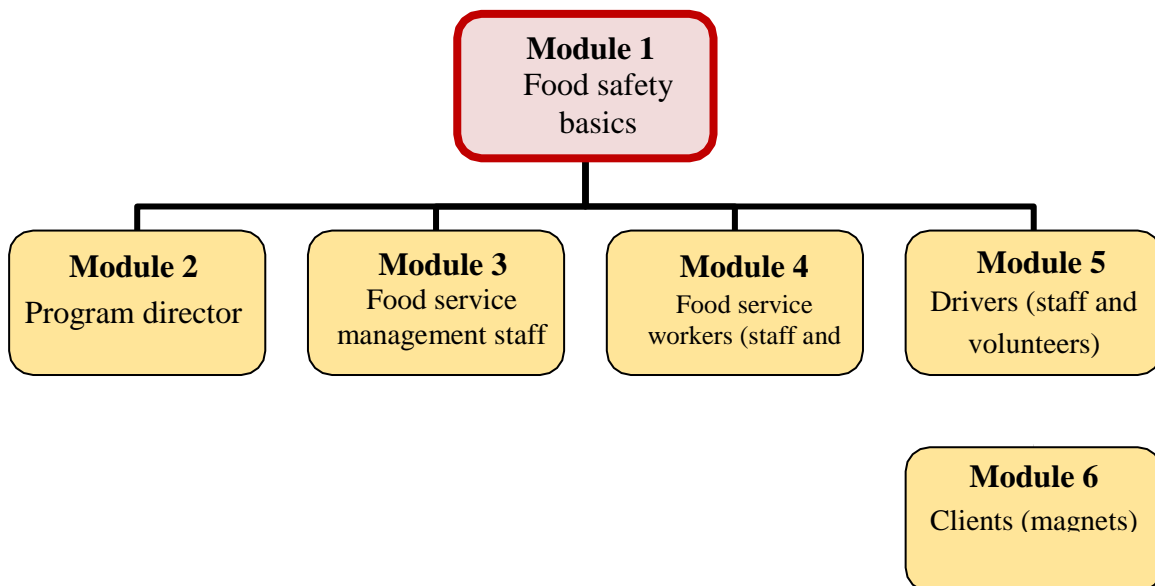 Module 1
Food safety
basics
Module 2
Program director
Module 3
Food service
management staff
Module 4
Food service
workers (staff and
Module 5
Drivers (staff and
volunteers)
Module 6
Clients (magnets)